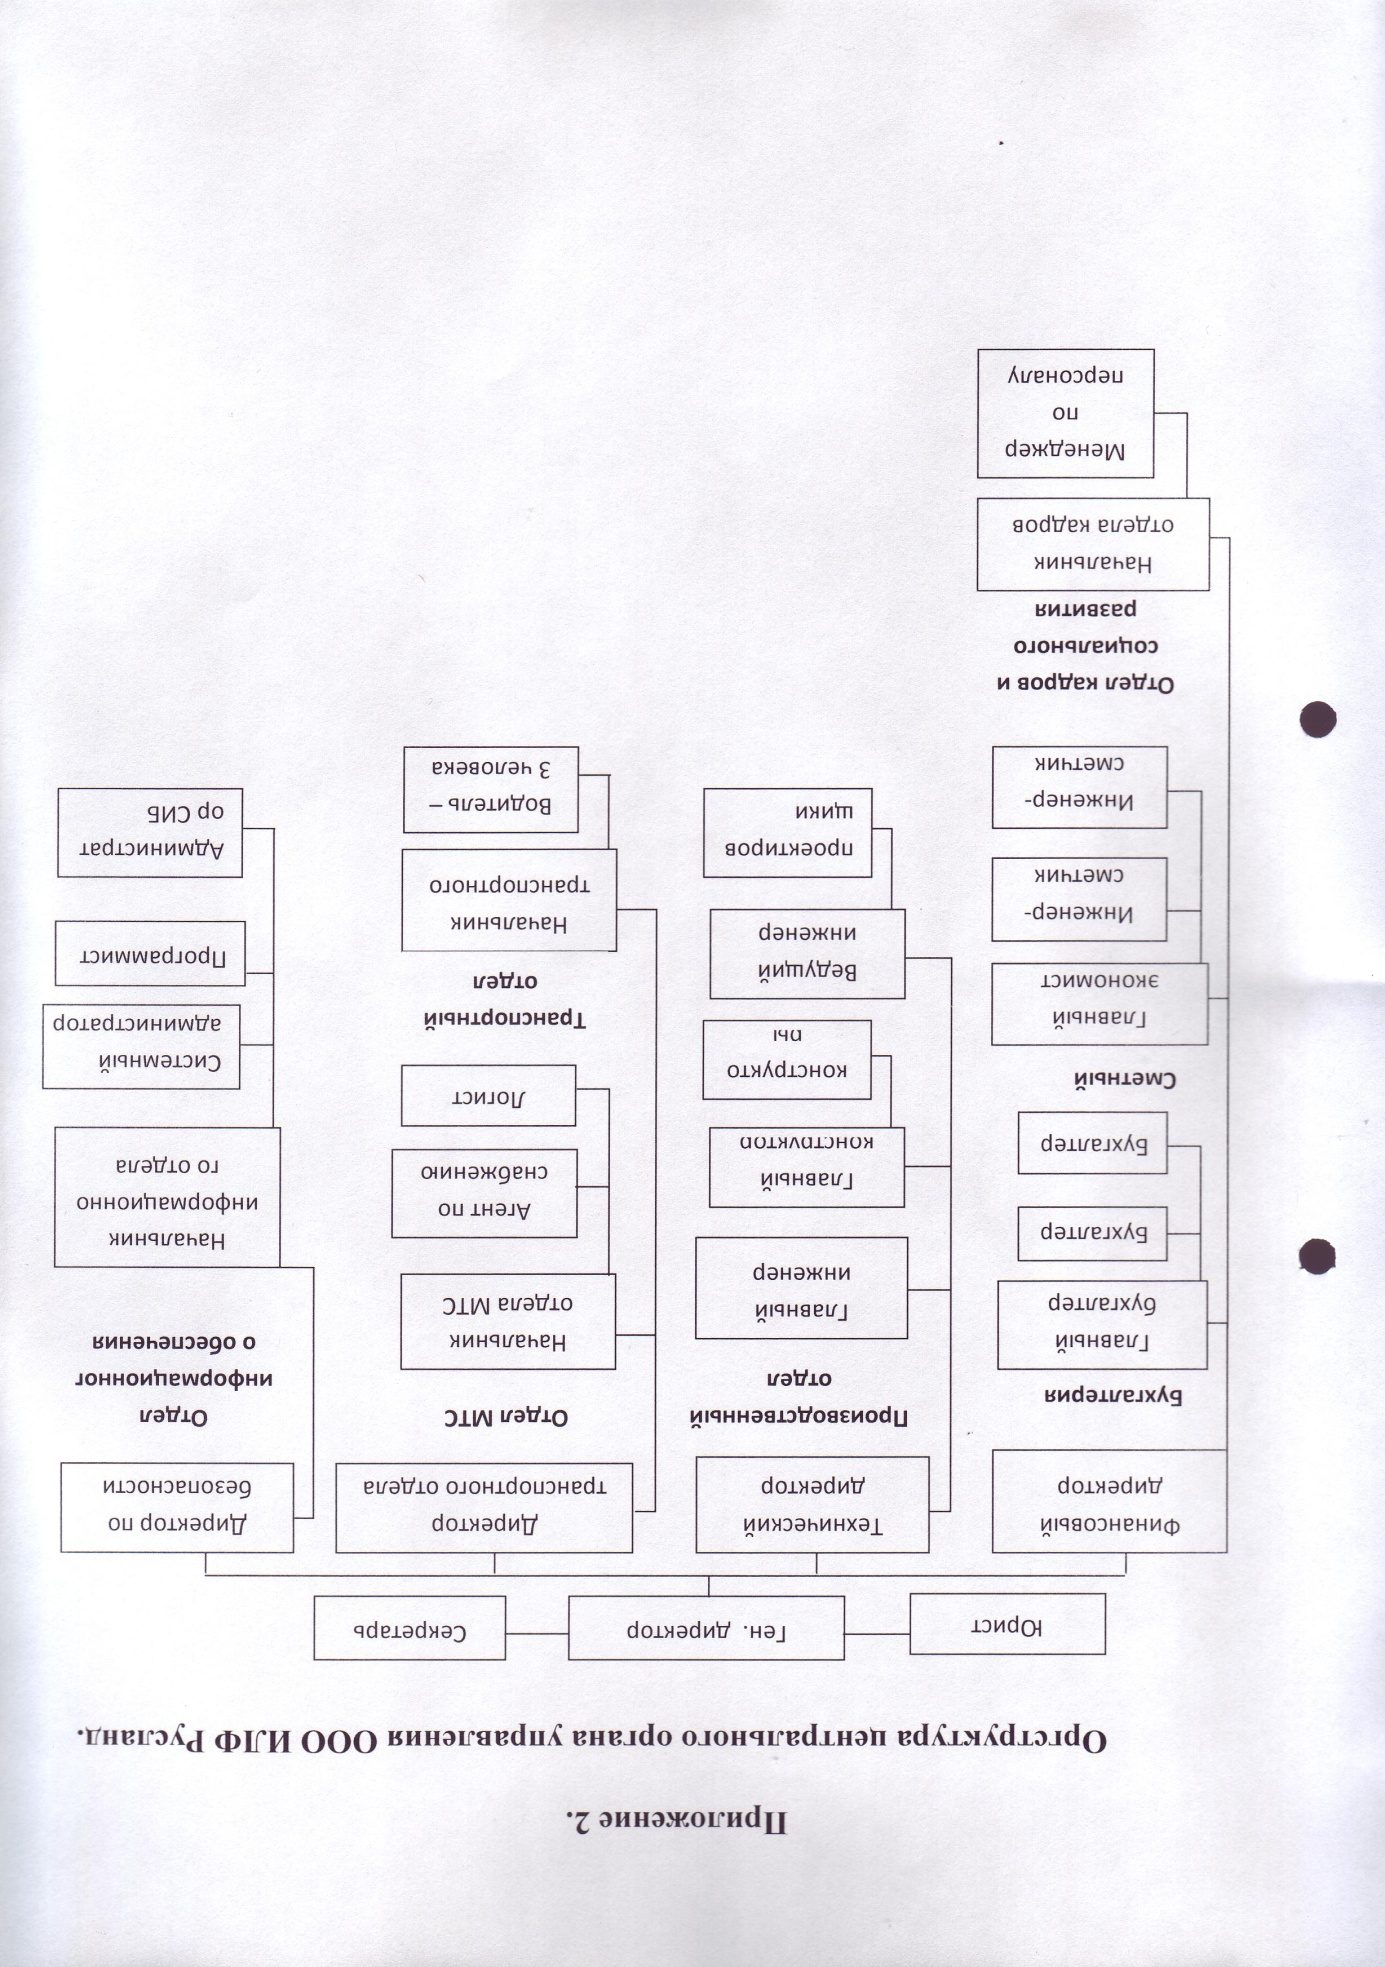 Приложение 2.
Оргструктура центрального органа управления ООО ИЛФ Русланд.
Юрист
Ген. директор
Секретарь
Финансовый
директор
Бухгалтерия
Главный
бухгалтер
Бухгалтер
Бухгалтер
Сметный
Главный
экономист
Инженер-
сметчик
Инженер-
сметчик
Отдел кадров и
социального
развития
Начальник
отдела кадров
Менеджер
по
персоналу
Технический
директор
Производственный
отдел
Главный
инженер
Главный
конструктор
конструкто
ры
Ведущий
инженер
проектиров
щики
Директор
транспортного отдела
Отдел МТС
Начальник
отдела МТС
Агент по
снабжению
Логист
Транспортный
отдел
Начальник
транспортного
Водитель –
3 человека
Директор по
безопасности
Отдел
информационног
о обеспечения
Начальник
информационно
го отдела
Системный
администратор
Программист
Администрат
ор СИБ